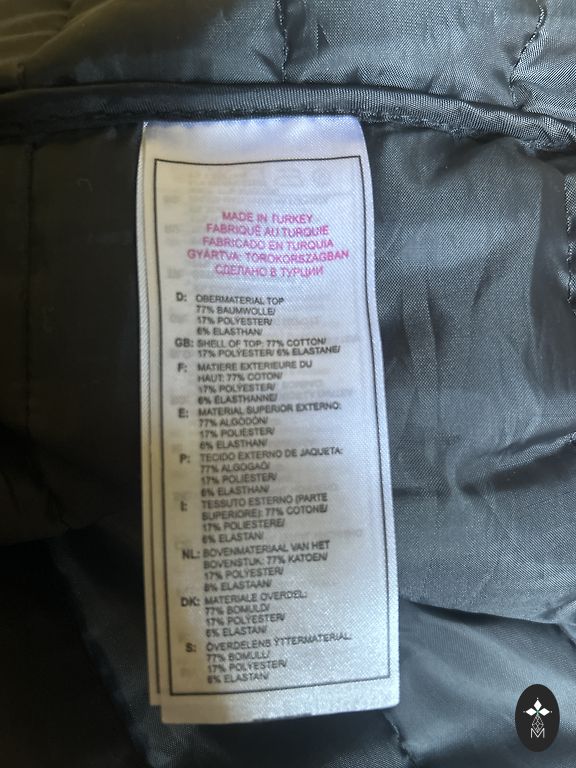 MADE IN TURKEY
FABRIQUÉ AU TURQUIE
FABRICADO EN TURQUIA
GYÁRTVA: TÖRÖKORSZÁGBAN
СДЕЛАНО В ТУРЦИИ
D: OBERMATERIAL TOP
77% BAUMWOLLE/
17% POLYESTER/
6% ELASTHAN/
GB: SHELL OF TOP: 77% COTTON/
17% POLYESTER/ 6% ELASTANE/
F: MATIERE EXTERIEURE DU
HAUT: 77% COTON/
17% POLYESTER/
6% ELASTHANNE/
E: MATERIAL SUPERIOR EXTERNO:
77% ALGODÓN/
17% POLIÉSTER/
6% ELASTHAN/
P: TECIDO EXTERNO DE JAQUETA:
77% ALGOGAÓ/
17% POLIESTER/
6% ELASTHAN/
I: TESSUTO ESTERNO (PARTE
SUPERIORE): 77% COTONE/
17% POLIESTERE/
6% ELASTAN/
NL: BOVENMATERIAAL VAN HET
BOVENSTUK: 77% KATOEN/
17% POLYESTER/
6% ELASTAAN/
DK: MATERIALE OVERDEL:
77% BOMULD/
17% POLYESTER/
6% ELASTAN/
S: ÖVERDELENS YTTERMATERIAL:
77% BOMULL/
17% POLYESTER/
6% ELASTAN/